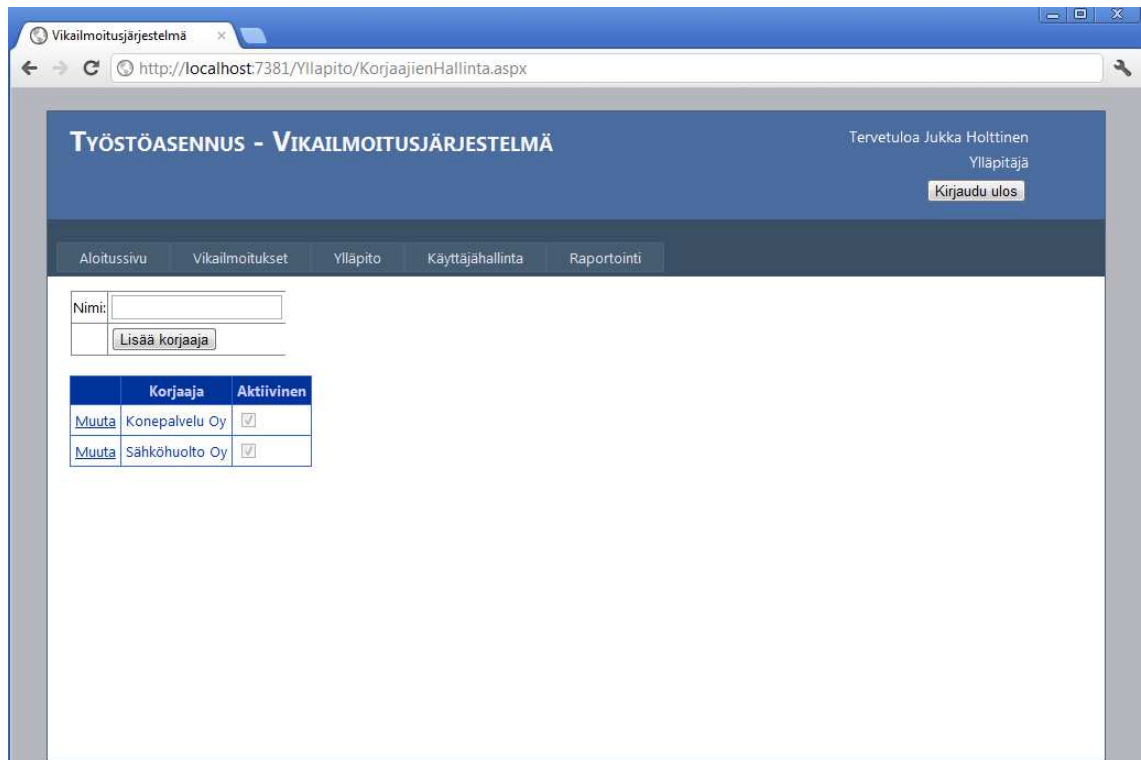 Vikailmoitusjärjestelmä
http://localhost:7381/Yllapito/KorjaajienHallinta.aspx
Työstöasennus - Vikailmoitusjärjestelmä
Tervetuloa Jukka Holttinen
Ylläpitäjä
Kirjaudu ulos
Aloitussivu Vikailmoitukset Ylläpito Käyttäjähallinta Raportointi
Nimi:
Lisää korjaaja
Korjaaja Aktiivinen
Muuta Konepalvelu Oy
Muuta Sähköhuolto Oy